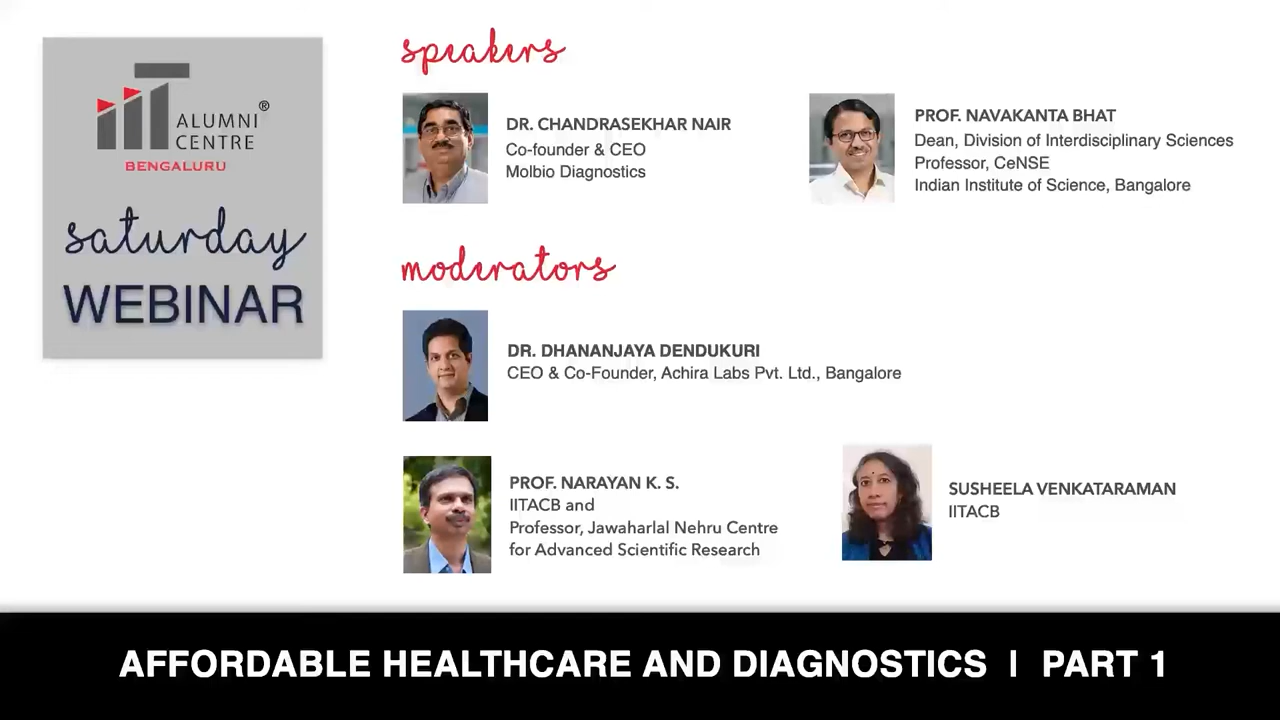 IIT ALUMNI CENTRE®
BENGALURU
saturday
WEBINAR
speakers
DR. CHANDRASEKHAR NAIR
Co-founder & CEO
Molbio Diagnostics
PROF. NAVAKANTA BHAT
Dean, Division of Interdisciplinary Sciences
Professor, CeNSE
Indian Institute of Science, Bangalore
moderators
DR. DHANANJAYA DENDUKURI
CEO & Co-Founder, Achira Labs Pvt. Ltd., Bangalore
PROF. NARAYAN K. S.
IITACB and
Professor, Jawaharlal Nehru Centre
for Advanced Scientific Research
SUSHEELA VENKATARAMAN
IITACB
AFFORDABLE HEALTHCARE AND DIAGNOSTICS | PART 1